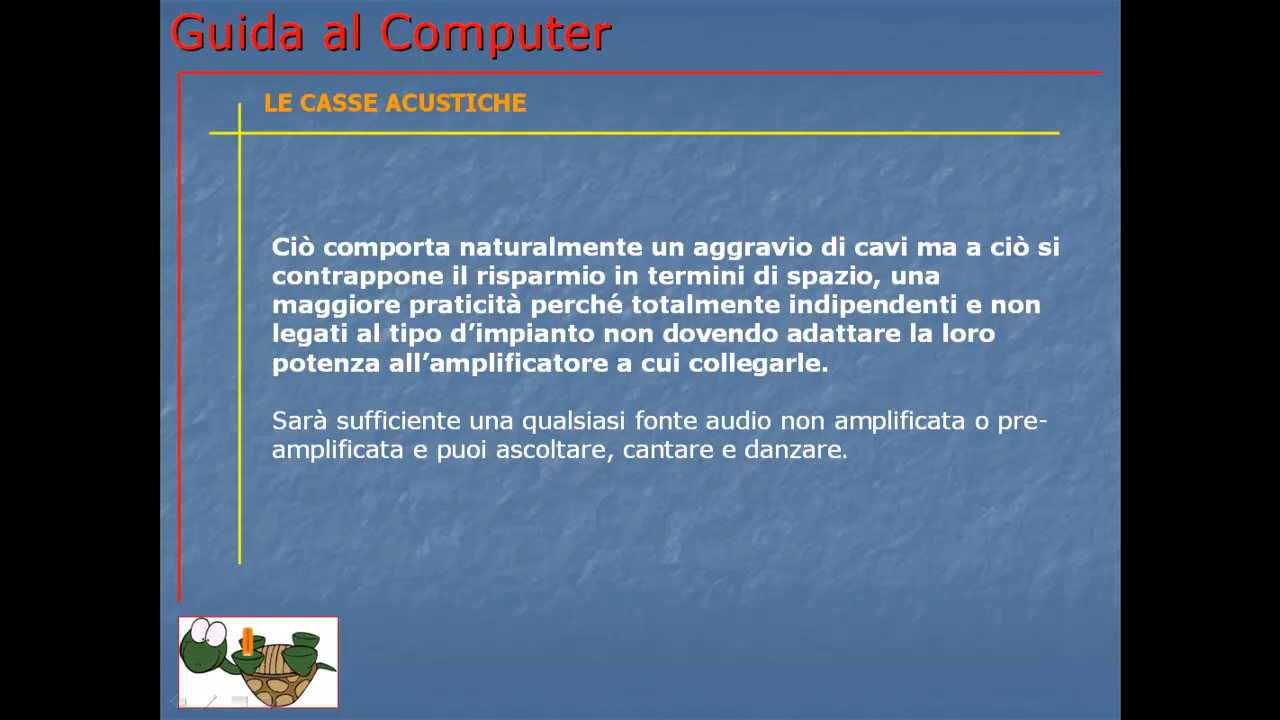 Guida al Computer
LE CASSE ACUSTICHE
Ciò comporta naturalmente un aggravio di cavi ma a ciò si
contrappone il risparmio in termini di spazio, una
maggiore praticità perché totalmente indipendenti e non
legati al tipo d’impianto non dovendo adattare la loro
potenza all’amplificatore a cui collegarle.
Sarà sufficiente una qualsiasi fonte audio non amplificata o pre-
amplificata e puoi ascoltare, cantare e danzare.